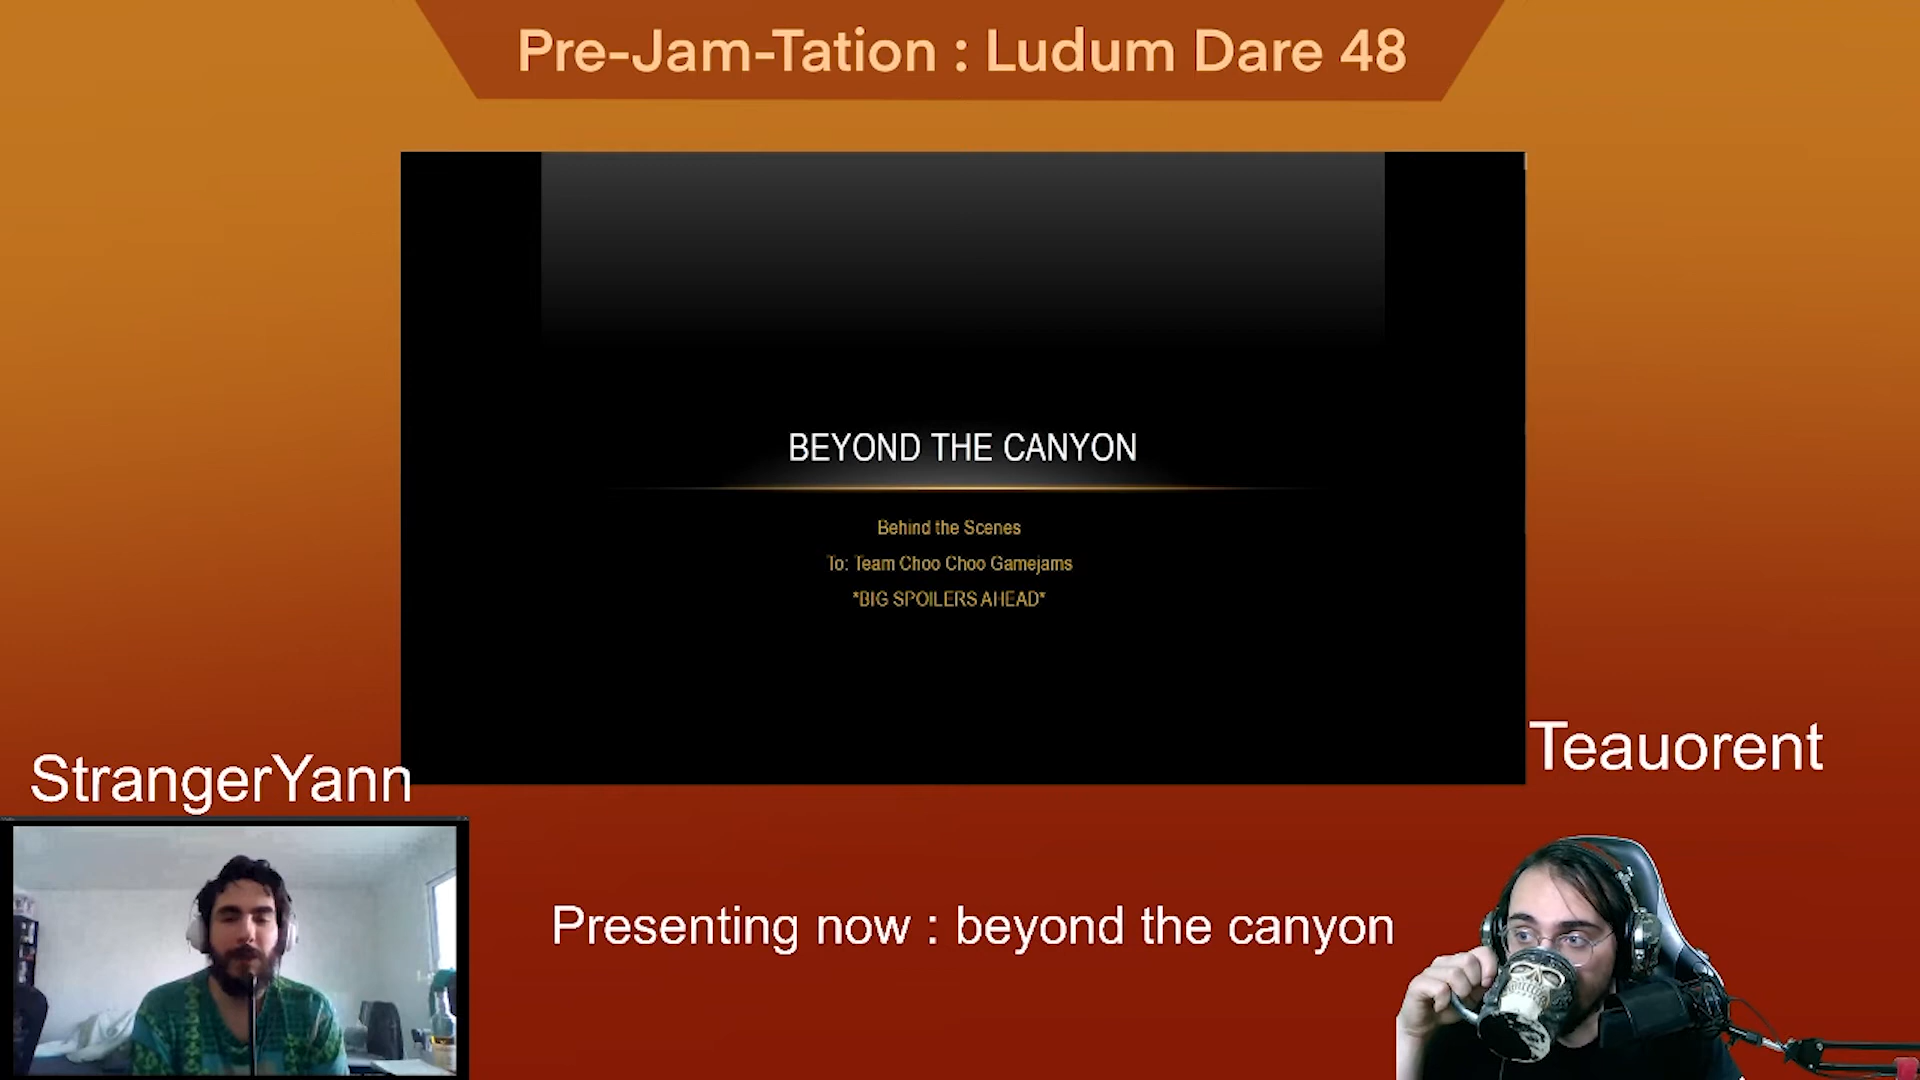 Pre-Jam-Tation : Ludum Dare 48
BEYOND THE CANYON
Behind the Scenes
To: Team Choo Choo Gamejams
*BIG SPOILERS AHEAD*
StrangerYann
Teauorent
Presenting now : beyond the canyon